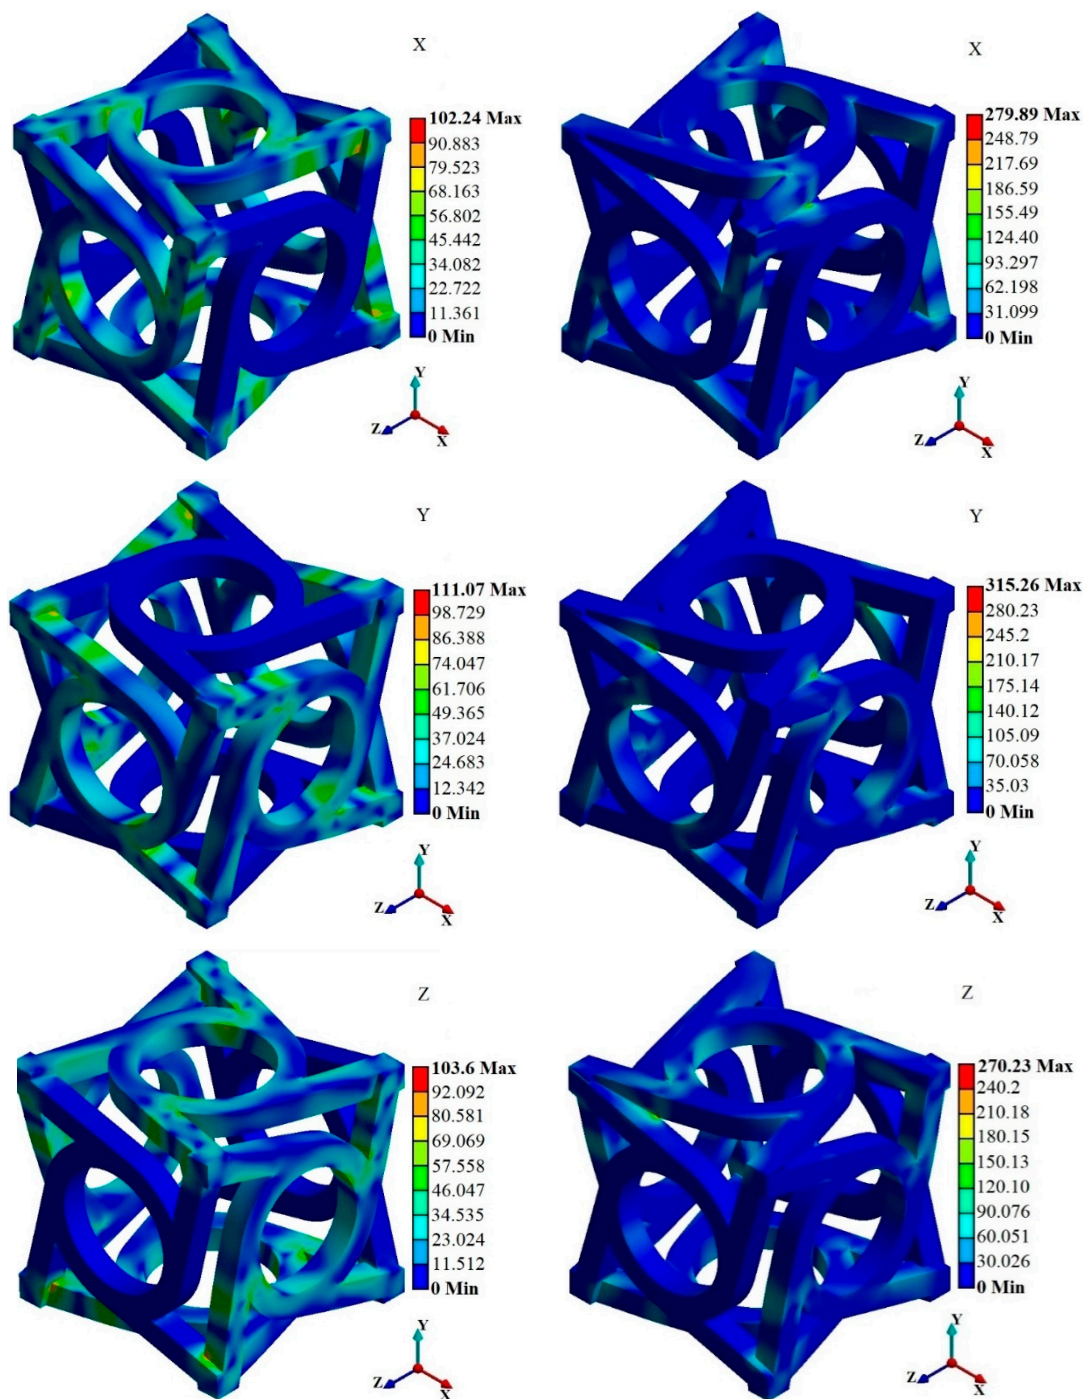 X
102.24 Max
90.883
79.523
68.163
56.802
45.442
34.082
22.722
11.361
0 Min
Y
Z
X
X
279.89 Max
248.79
217.69
186.59
155.49
124.40
93.297
62.198
31.099
0 Min
Y
Z
X
Y
111.07 Max
98.729
86.388
74.047
61.706
49.365
37.024
24.683
12.342
0 Min
Y
Z
X
Y
315.26 Max
280.23
245.2
210.17
175.14
140.12
105.09
70.058
35.03
0 Min
Y
Z
X
Z
103.6 Max
92.092
80.581
69.069
57.558
46.047
34.535
23.024
11.512
0 Min
Y
Z
X
Z
270.23 Max
240.2
210.18
180.15
150.13
120.10
90.076
60.051
30.026
0 Min
Y
Z
X